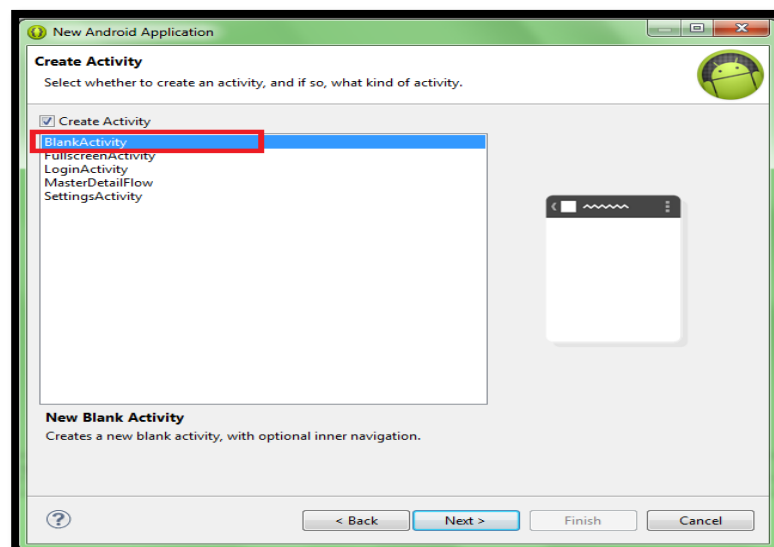 New Android Application
Create Activity
Select whether to create an activity, and if so, what kind of activity.
Create Activity
BlankActivity
FullscreenActivity
LoginActivity
MasterDetailFlow
SettingsActivity
New Blank Activity
Creates a new blank activity, with optional inner navigation.
?
< Back
Next >
Finish
Cancel